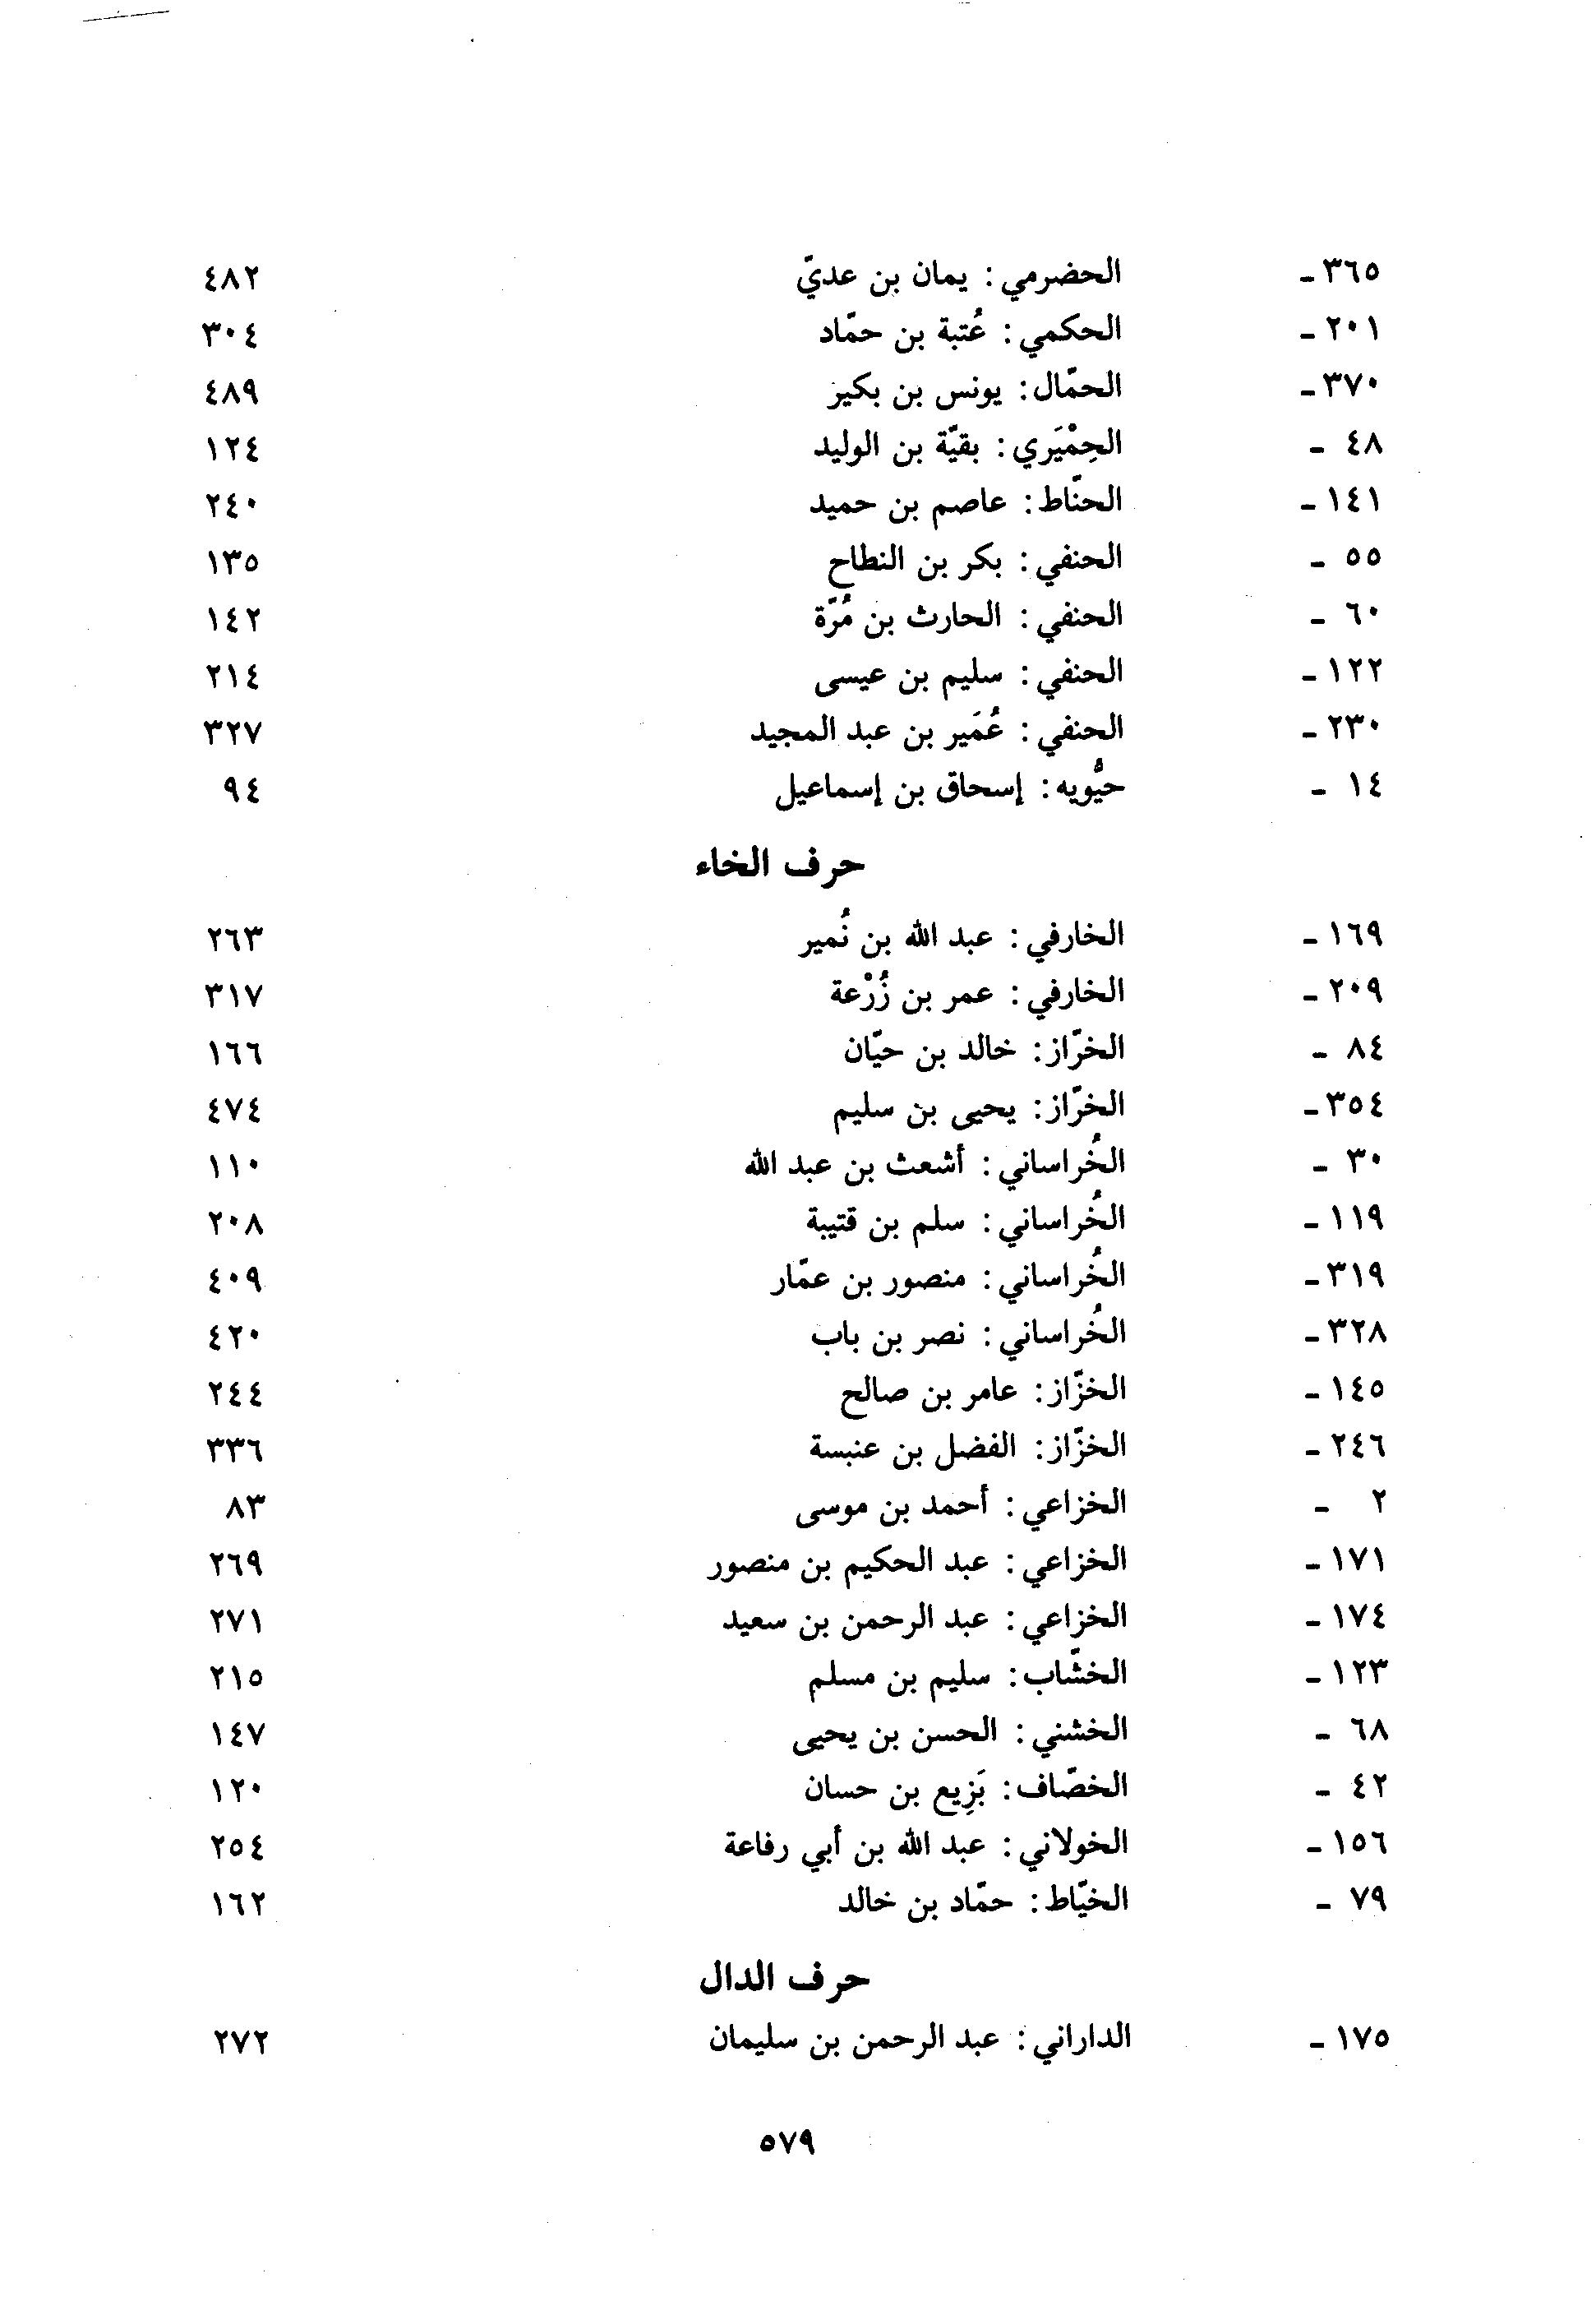 ٣٦٥ - الحضرمي : يمان بن عديّ ٤٨٢
٢٠١ - الحكمي : عُتبة بن حمّاد ٣٠٤
٣٧٠ - الحمّال : يونس بن بكير ٤٨٩
٤٨ - الحِمْيَري : بقيّة بن الوليد ١٢٤
١٤١ - الحنّاط : عاصم بن حميد ٢٤٠
٥٥ - الحنفي : بكر بن النطاح ١٣٥
٦٠ - الحنفي : الحارث بن مُرّة ١٤٢
١٢٢ - الحنفي : سليم بن عيسى ٢١٤
٢٣٠ - الحنفي : عُمَير بن عبد المجيد ٣٢٧
١٤ - حيُّويه : إسحاق بن إسماعيل ٩٤
حرف الخاء
١٦٩ - الخارفي : عبد الله بن نُمير ٢٦٣
٢٠٩ - الخارفي : عمر بن زُرْعة ٣١٧
٨٤ - الخرّاز : خالد بن حيّان ١٦٦
٣٥٤ - الخرّاز : يحيى بن سليم ٤٧٤
٣٠ - الخُراساني : أشعث بن عبد الله ١١٠
١١٩ - الخُراساني : سلم بن قتيبة ٢٠٨
٣١٩ - الخُراساني : منصور بن عمّار ٤٠٩
٣٢٨ - الخُراساني : نصر بن باب ٤٢٠
١٤٥ - الخزّاز : عامر بن صالح ٢٤٤
٢٤٦ - الخزّاز : الفضل بن عنبسة ٣٣٦
٢ - الخزاعي : أحمد بن موسى ٨٣
١٧١ - الخزاعي : عبد الحكيم بن منصور ٢٦٩
١٧٤ - الخزاعي : عبد الرحمن بن سعيد ٢٧١
١٢٣ - الخشّاب : سليم بن مسلم ٢١٥
٦٨ - الخشني : الحسن بن يحيى ١٤٧
٤٢ - الخصّاف : بَزِيع بن حسان ١٢٠
١٥٦ - الخولاني : عبد الله بن أبي رفاعة ٢٥٤
٧٩ - الخيّاط : حمّاد بن خالد ١٦٢
حرف الدال
١٧٥ - الداراني : عبد الرحمن بن سليمان ٢٧٢
٥٧٩